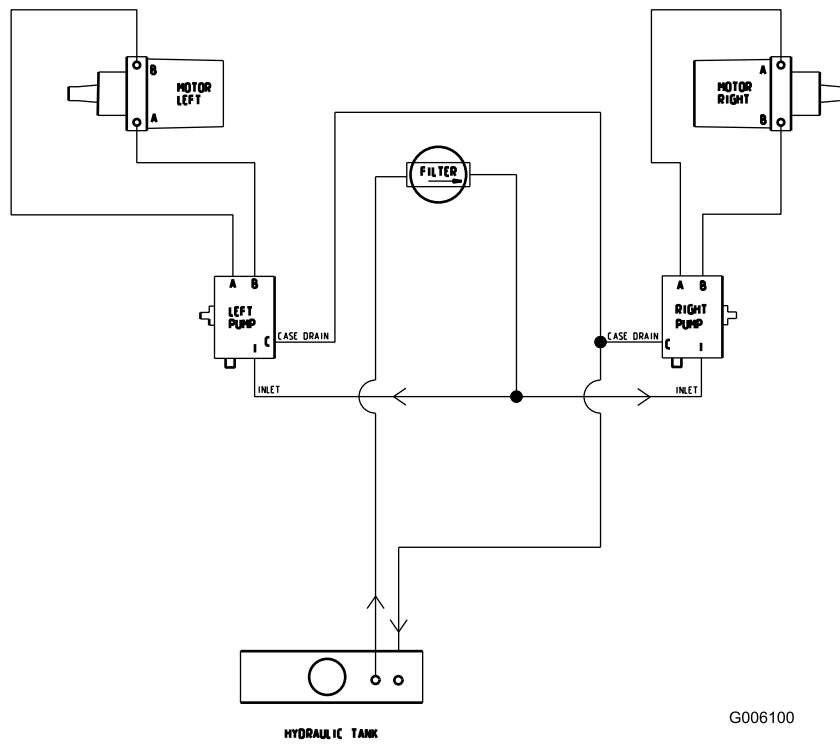 B
MOTOR
LEFT
A
A
MOTOR
RIGHT
B
FILTER
A B
LEFT
PUMP
C
I
CASE DRAIN
INLET
A B
RIGHT
PUMP
C
I
CASE DRAIN
INLET
HYDRAULIC TANK
G006100